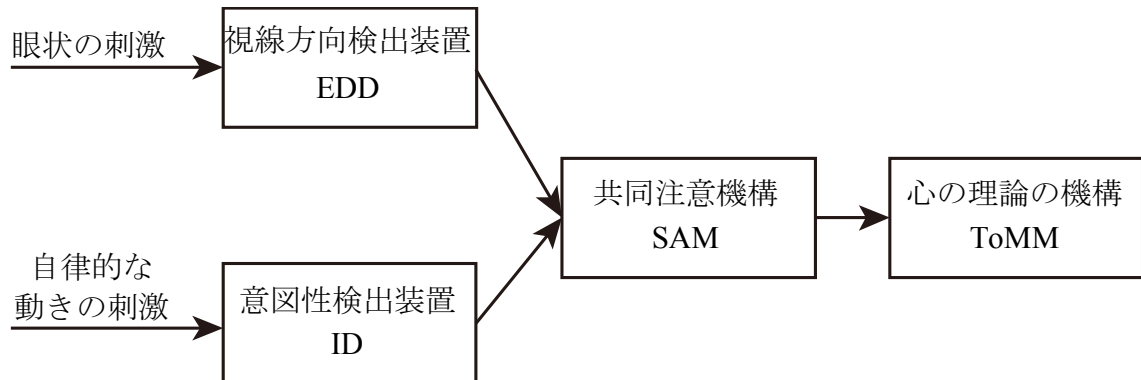 眼状の刺激
視線方向検出装置
EDD
共同注意機構
SAM
心の理論の機構
ToMM
自律的な
動きの刺激
意図性検出装置
ID